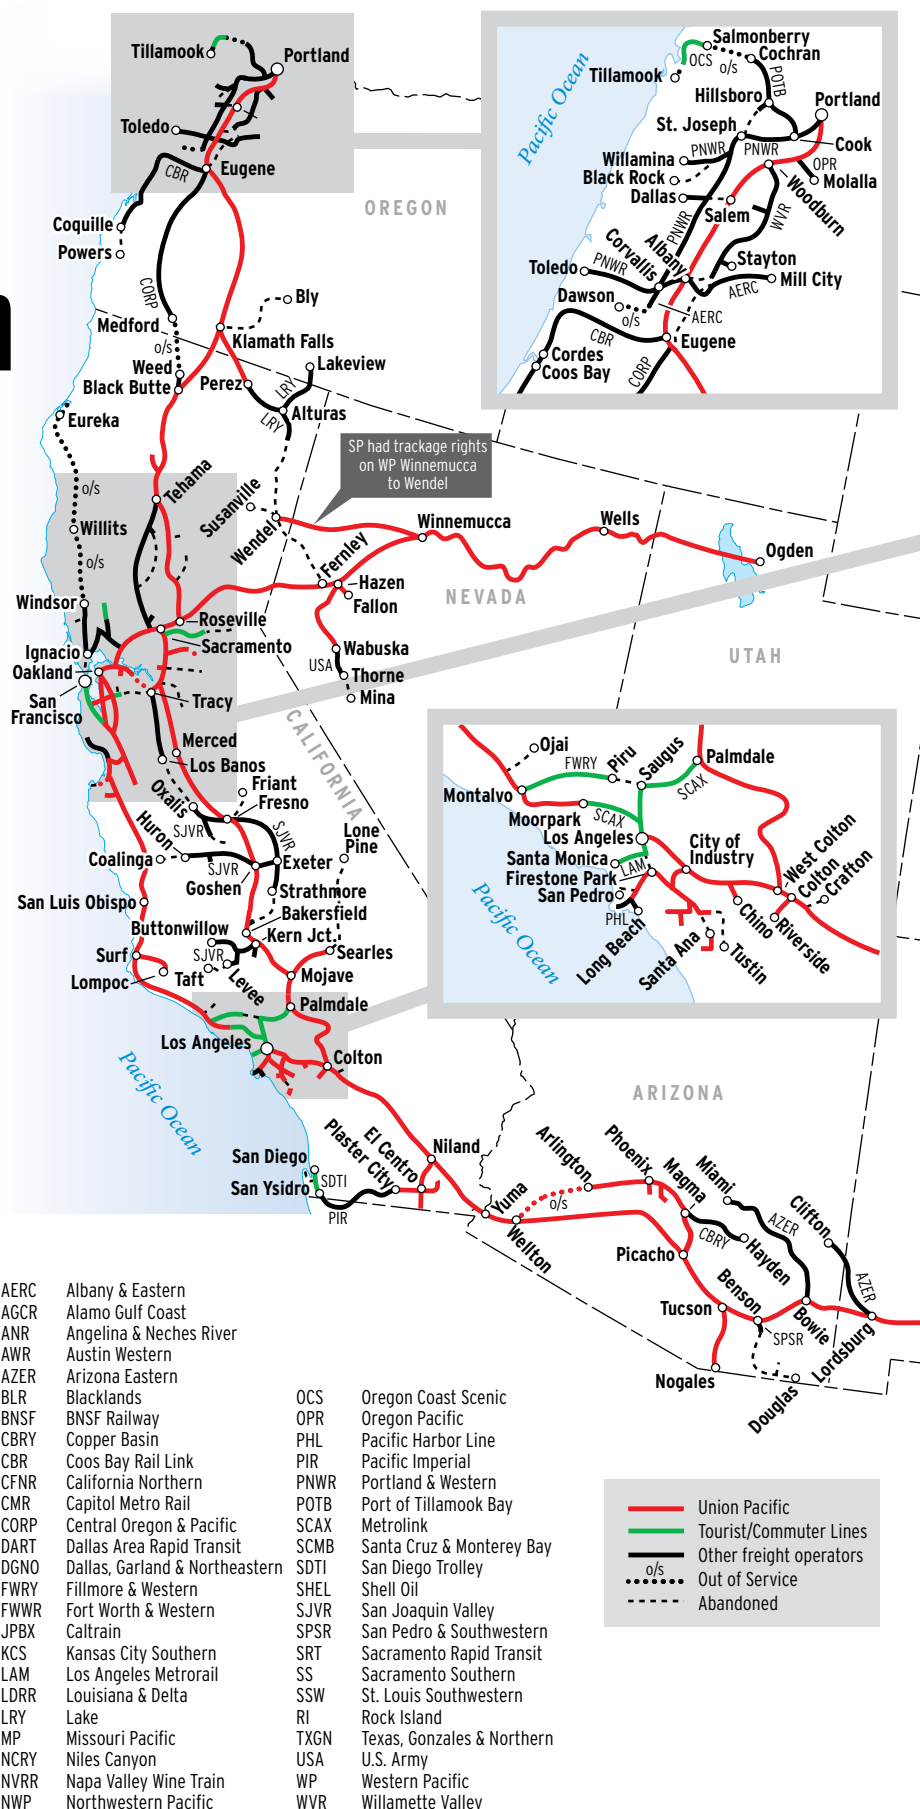 Tillamook
Portland
Toledo
Eugene
CBR
OREGON
Coquille
Powers
CORP
Bly
Medford
o/s
Klamath Falls
Weed
Black Butte
Perez
Lakeview
LRY
LRY
Alturas
Eureka
SP had trackage rights
on WP Winnemucca
to Wendel
o/s
Tehama
Susanville
Willits
Wendel
Winnemucca
Wells
Ogden
o/s
Fernley
Hazen
Fallon
NEVADA
Windsor
Roseville
Sacramento
Ignacio
Oakland
Wabuska
USA
Thorne
Mina
UTAH
San
Francisco
Tracy
CALIFORNIA
Merced
Los Banos
Friant
Fresno
Oxalis
SJVR
SJVR
Huron
Lone
Pine
Coalinga
SJVR
Exeter
Goshen
Strathmore
San Luis Obispo
Bakersfield
Buttonwillow
Kern Jct.
Searles
Surf
SJVR
Lompoc
Taft
Levee
Mojave
Palmdale
Los Angeles
Colton
Pacific Ocean
ARIZONA
San Diego
San Ysidro
SDTI
PIR
Plaster City
El Centro
Niland
Yuma
Wellton
o/s
Arlington
Phoenix
Magma
Miami
CBRY
Hayden
AZER
Clifton
AZER
Picacho
Tucson
Benson
Bowie
Lordsburg
SPSR
Nogales
Douglas
Pacific Ocean
Salmonberry
Cochran
OCS
o/s
Tillamook
POTB
Hillsboro
Portland
St. Joseph
Cook
PNWR
PNWR
Willamina
Black Rock
OPR
Molalla
Dallas
Woodburn
Salem
WVR
PNWR
Albany
Corvallis
Stayton
Toledo
PNWR
Mill City
AERC
Dawson
o/s
AERC
CBR
Eugene
Cordes
Coos Bay
CORP
Ojai
FWRY
Piru
Saugus
Palmdale
Montalvo
SCAX
Moorpark
SCAX
Los Angeles
City of
Industry
Santa Monica
LAM
Firestone Park
San Pedro
PHL
Long Beach
West Colton
Colton
Crafton
Chino
Riverside
Santa Ana
Tustin
Pacific Ocean
AERC Albany & Eastern
AGCR Alamo Gulf Coast
ANR Angelina & Neches River
AWR Austin Western
AZER Arizona Eastern
BLR Blacklands
BNSF BNSF Railway
CBRY Copper Basin
CBR Coos Bay Rail Link
CFNR California Northern
CMR Capitol Metro Rail
CORP Central Oregon & Pacific
DART Dallas Area Rapid Transit
DGNO Dallas, Garland & Northeastern
FWRY Fillmore & Western
FWWR Fort Worth & Western
JPBX Caltrain
KCS Kansas City Southern
LAM Los Angeles Metrorail
LDRR Louisiana & Delta
LRY Lake
MP Missouri Pacific
NCRY Niles Canyon
NVRR Napa Valley Wine Train
NWP Northwestern Pacific
OCS Oregon Coast Scenic
OPR Oregon Pacific
PHL Pacific Harbor Line
PIR Pacific Imperial
PNWR Portland & Western
POTB Port of Tillamook Bay
SCAX Metrolink
SCMB Santa Cruz & Monterey Bay
SDTI San Diego Trolley
SHEL Shell Oil
SJVR San Joaquin Valley
SPSR San Pedro & Southwestern
SRT Sacramento Rapid Transit
SS Sacramento Southern
SSW St. Louis Southwestern
RI Rock Island
TXGN Texas, Gonzales & Northern
USA U.S. Army
WP Western Pacific
WVR Willamette Valley
Union Pacific
Tourist/Commuter Lines
Other freight operators
o/s
Out of Service
Abandoned